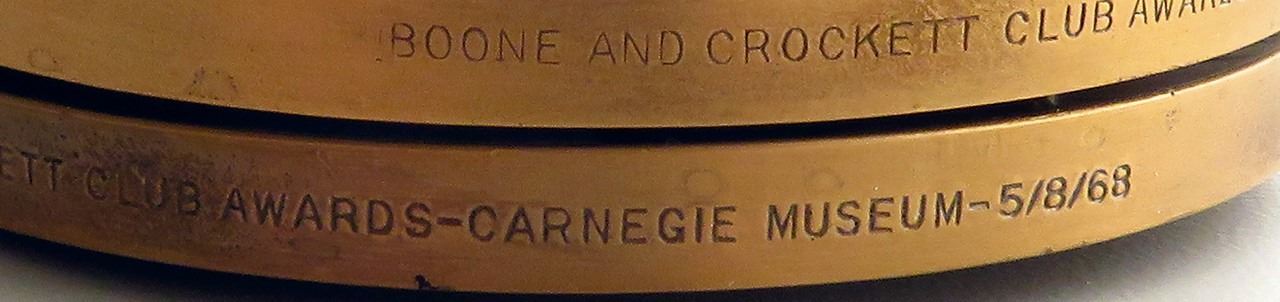 BOONE AND CROCKETT CLUB
CLUB AWARDS-CARNEGIE MUSEUM-5/8/68